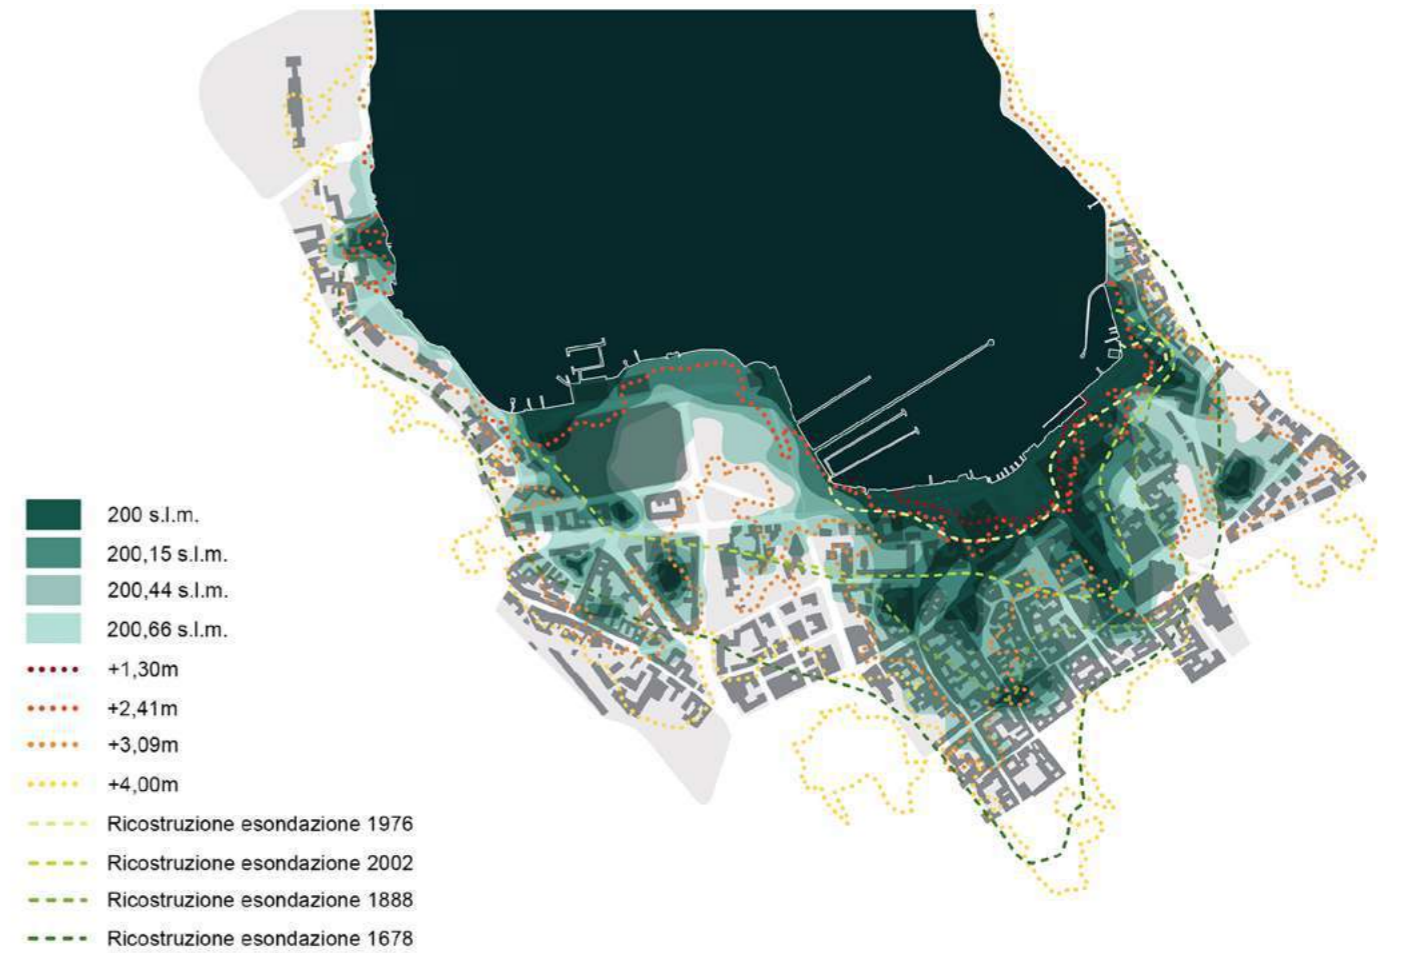 200 s.l.m.
200,15 s.l.m.
200,44 s.l.m.
200,66 s.l.m.
+1,30m
+2,41m
+3,09m
+4,00m
Ricostruzione esondazione 1976
Ricostruzione esondazione 2002
Ricostruzione esondazione 1888
Ricostruzione esondazione 1678